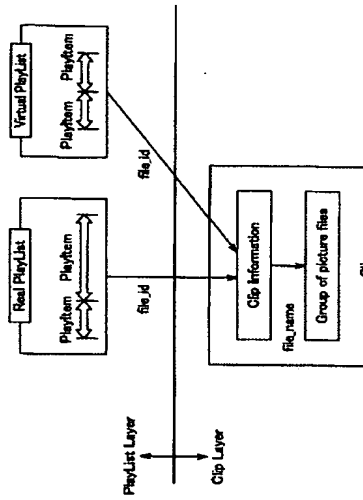 Virtual PlayList
PlayItem PlayItem
Real PlayList
PlayItem PlayItem
file_id
file_id
PlayList Layer
Clip Layer
Clip Information
file_name
Group of picture files